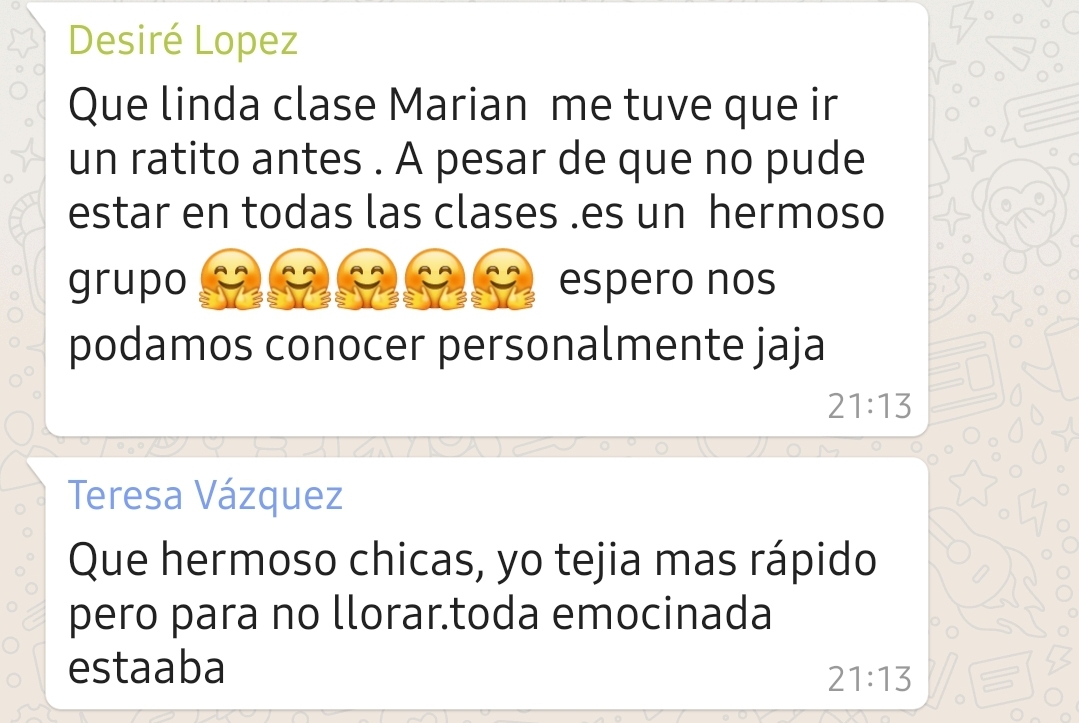 Desiré Lopez
Que linda clase Marian  me tuve que ir
un ratito antes . A pesar de que no pude
estar en todas las clases .es un  hermoso
grupo 🤗🤗🤗🤗🤗  espero nos
podamos conocer personalmente jaja
21:13
Teresa Vázquez
Que hermoso chicas, yo tejia mas rápido
pero para no llorar.toda emocinada
estaaba
21:13